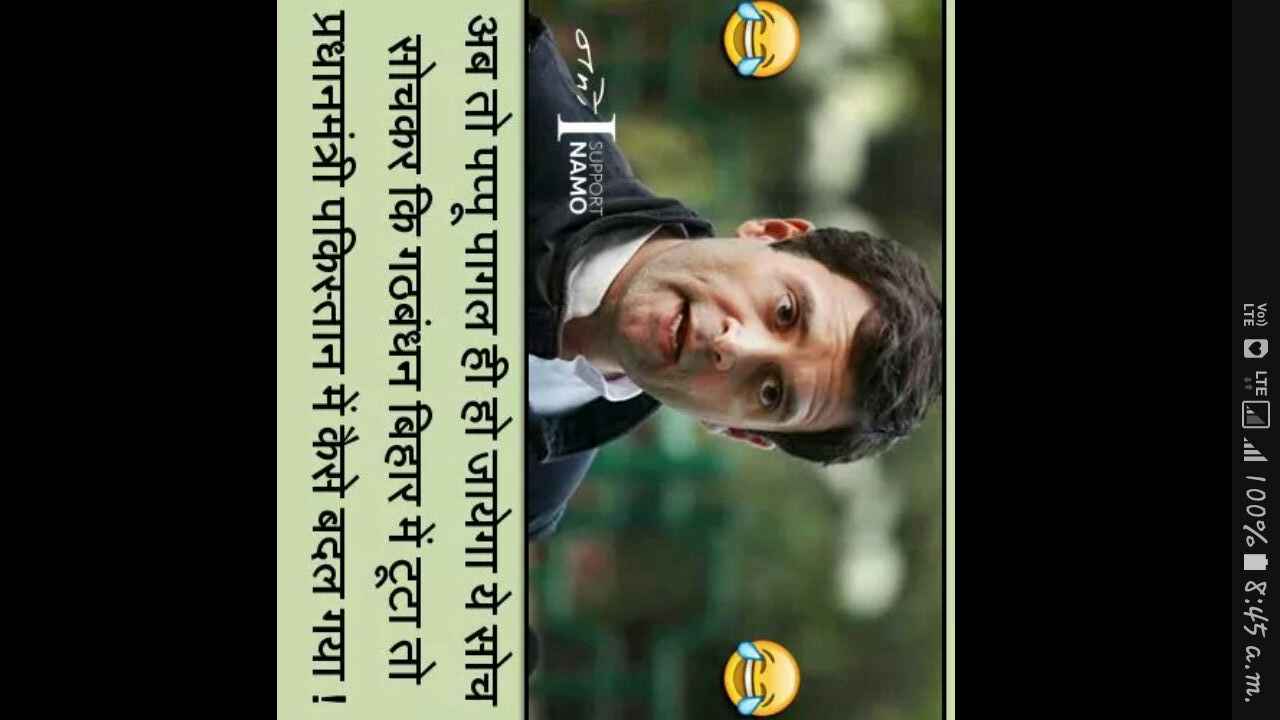 अब तो पप्पू पागल ही हो जायेगा ये सोच
सोचकर कि गठबंधन बिहार में टूटा तो
प्रधानमंत्री पकिस्तान में कैसे बदल गया !
I SUPPORT
NAMO
Vo))
LTE
LTE
100%
8:45 a.m.